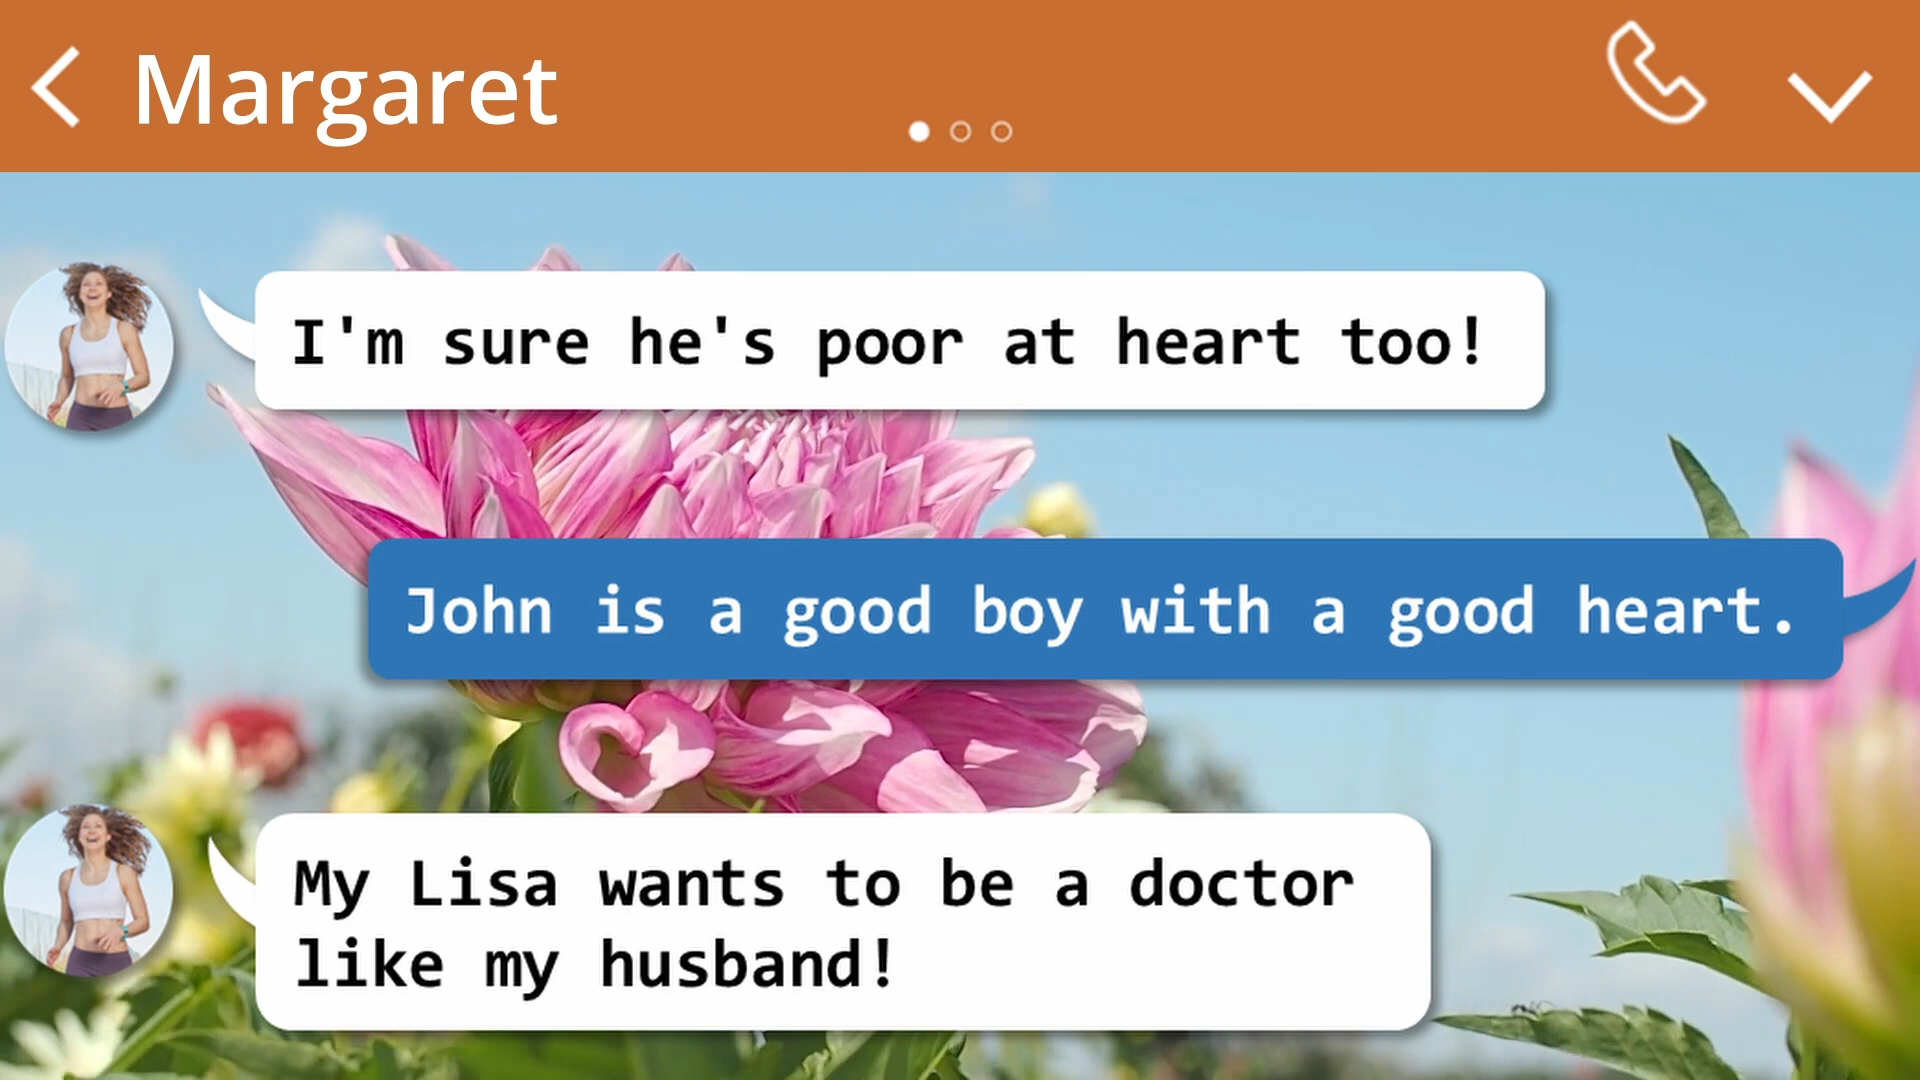 Margaret
I'm sure he's poor at heart too!
John is a good boy with a good heart.
My Lisa wants to be a doctor
like my husband!